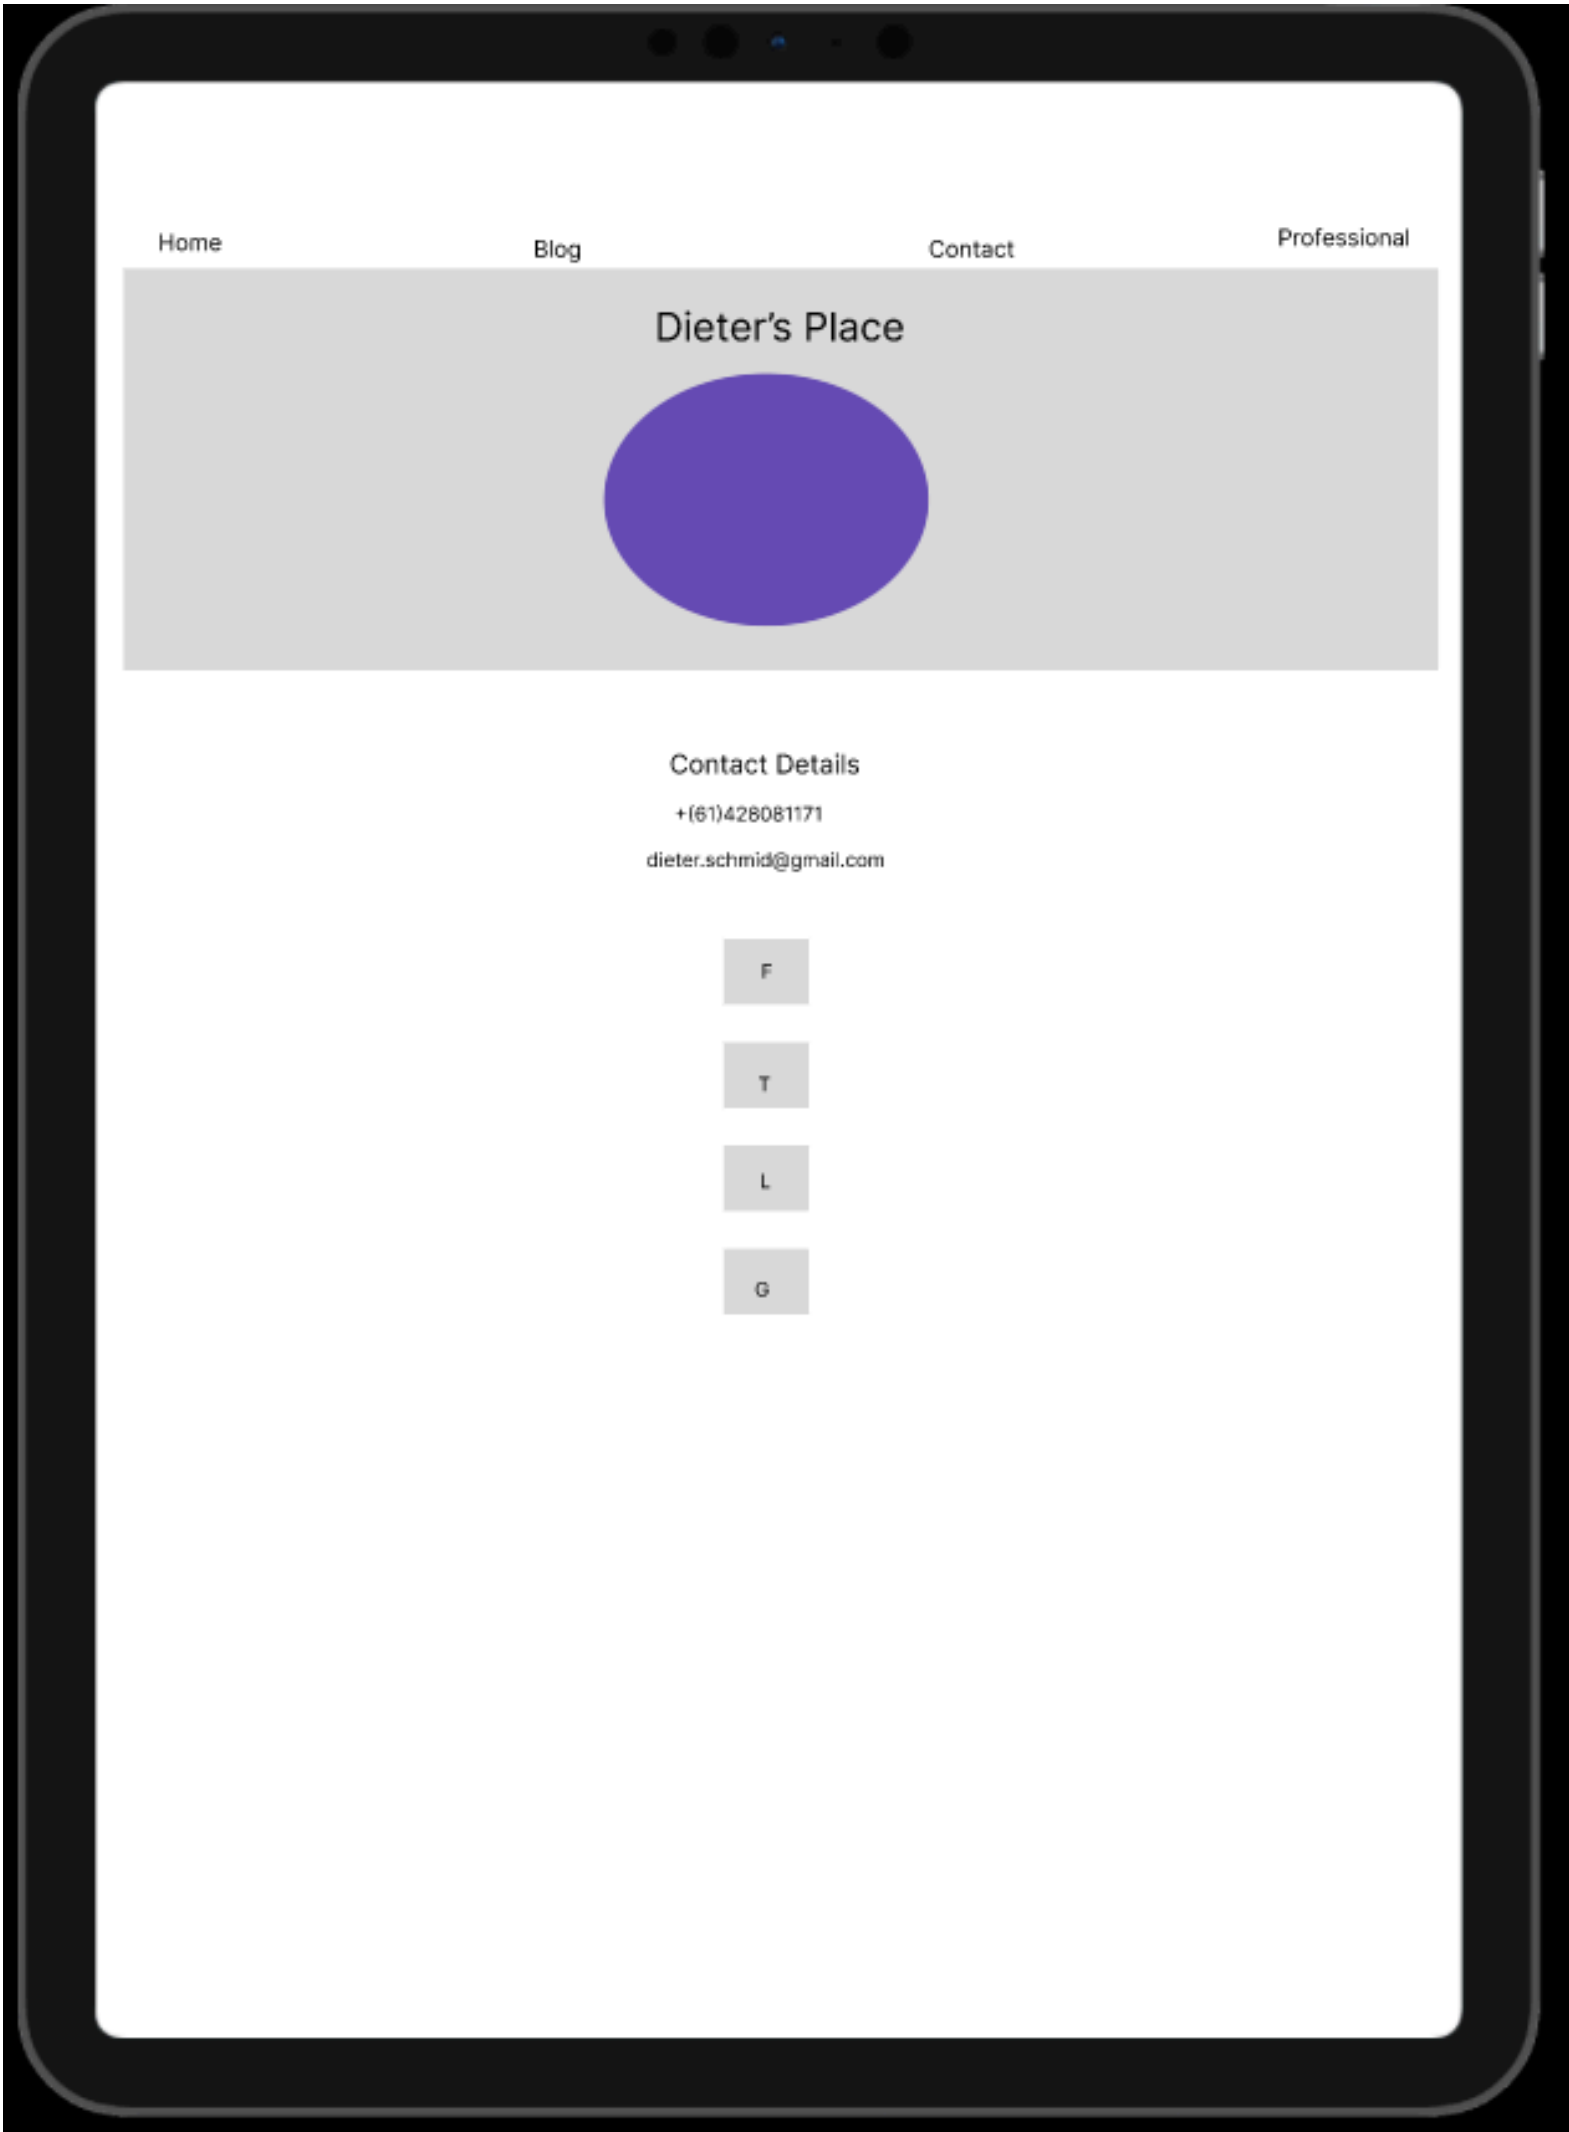 Home Blog Contact Professional
Dieter’s Place
Contact Details
+(61)428081171
dieter.schmid@gmail.com
F
T
L
G